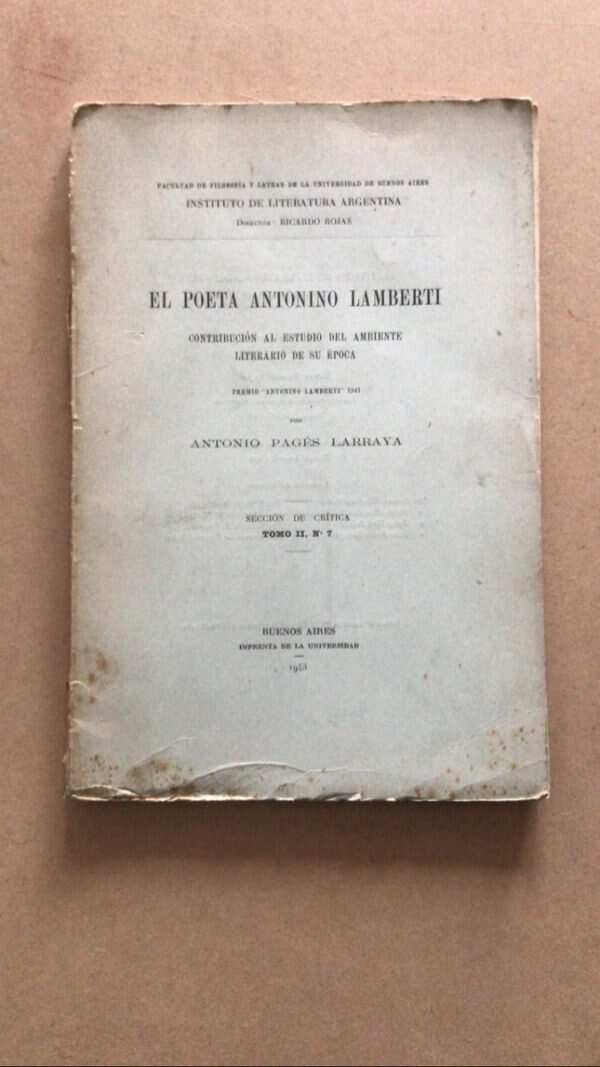 FACULTAD DE FILOSOFÍA Y LETRAS DE LA UNIVERSIDAD DE BUENOS AIRES
INSTITUTO DE LITERATURA ARGENTINA
DIRECTOR: RICARDO ROJAS
EL POETA ANTONINO LAMBERTI
CONTRIBUCIÓN AL ESTUDIO DEL AMBIENTE
LITERARIO DE SU ÉPOCA
PREMIO "ANTONINO LAMBERTI" 1941
POR
ANTONIO PAGÉS LARRAYA
SECCIÓN DE CRÍTICA
TOMO II, Nº 7
BUENOS AIRES
IMPRENTA DE LA UNIVERSIDAD
1943